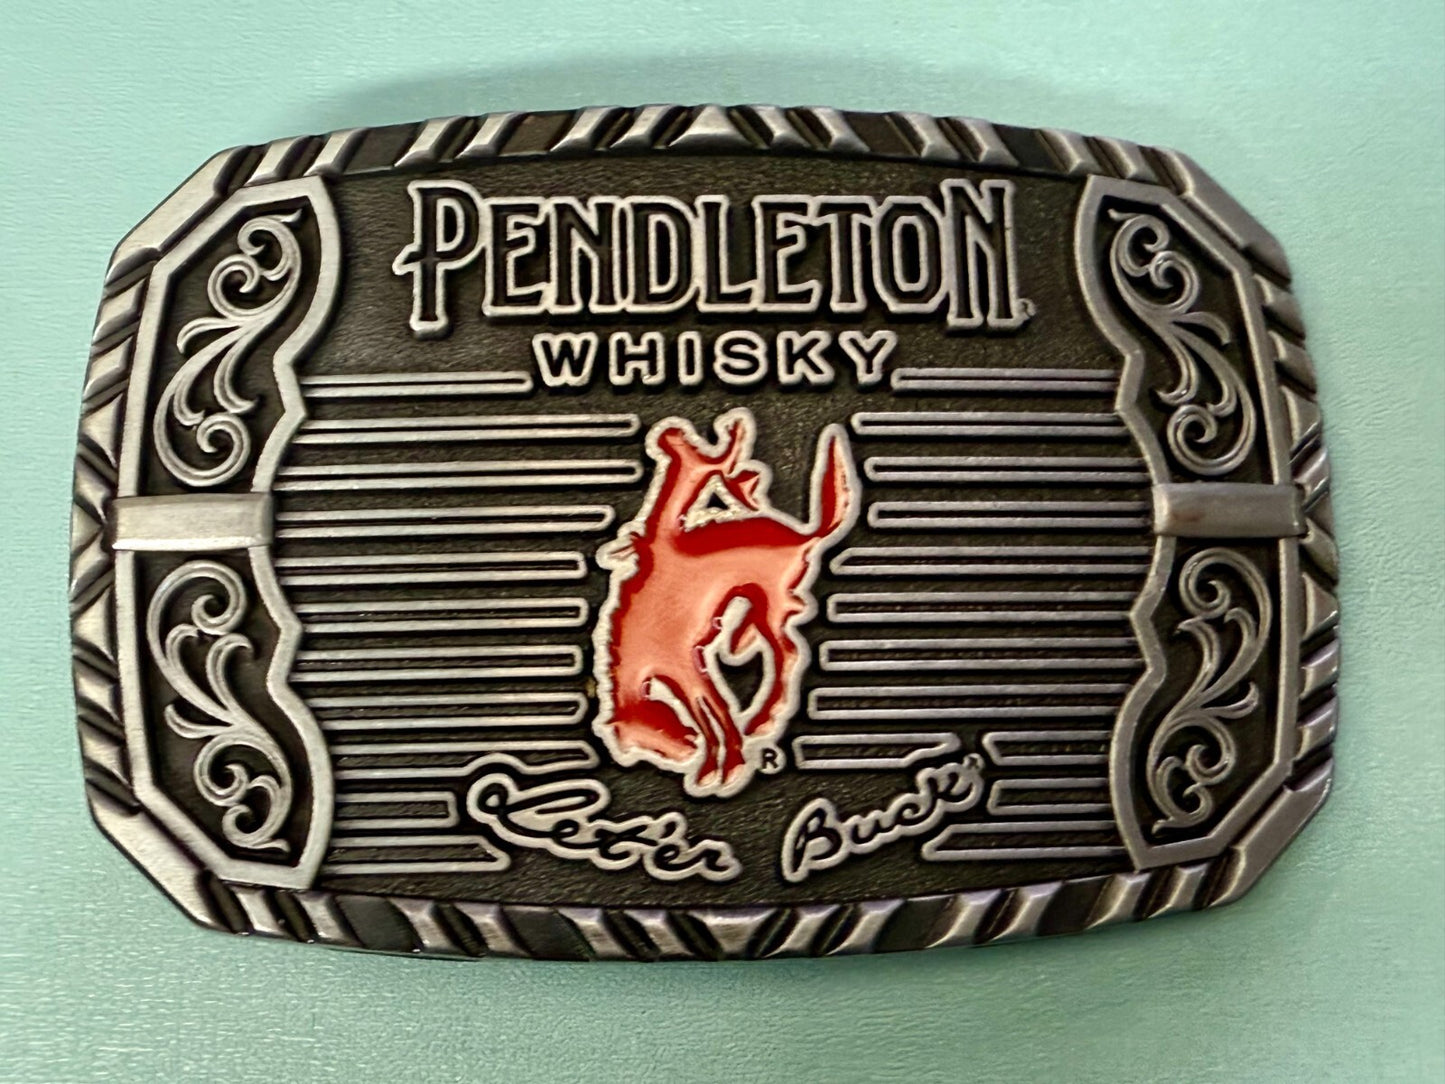 PENDLETON®
WHISKY
®
Let'er Buck®